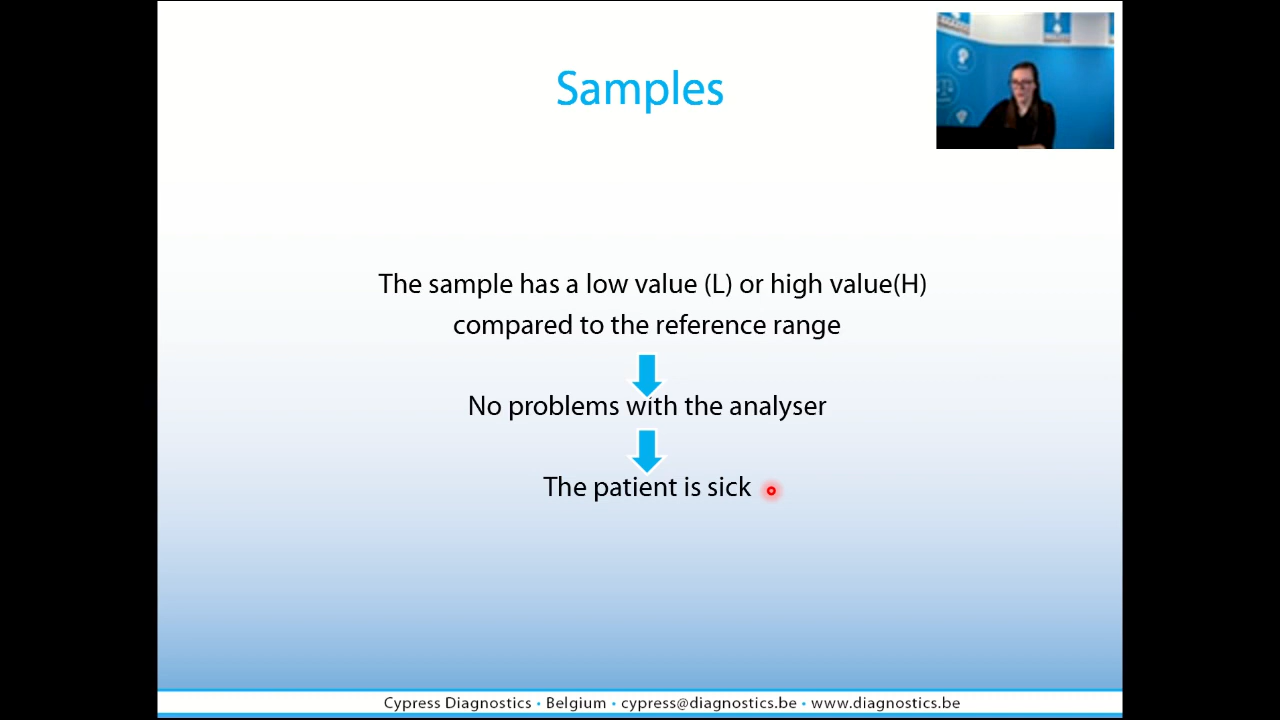 Samples
The sample has a low value (L) or high value(H)
compared to the reference range
No problems with the analyser
The patient is sick
Cypress Diagnostics • Belgium • cypress@diagnostics.be • www.diagnostics.be